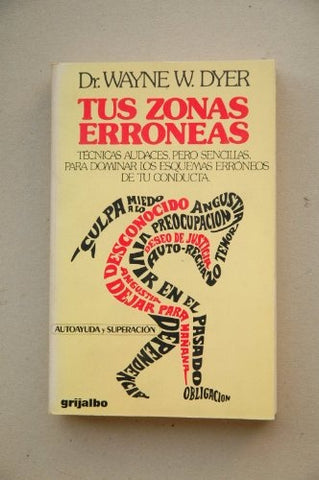 Dr. WAYNE W. DYER
TUS ZONAS
ERRONEAS
TÉCNICAS AUDACES, PERO SENCILLAS,
PARA DOMINAR LOS ESQUEMAS ERRÓNEOS
DE TU CONDUCTA.
CULPA
MIEDO
A LO
DESCONOCIDO
ANGUSTIA
PREOCUPACION
DESEO DE JUSTICIA
AUTO-RECHAZO
TEMOR
VIVIR EN EL PASADO
ANGUSTIA
DEJAR PARA MAÑANA
DEPENDENCIA
OBLIGACION
AUTOAYUDA y SUPERACIÓN
grijalbo